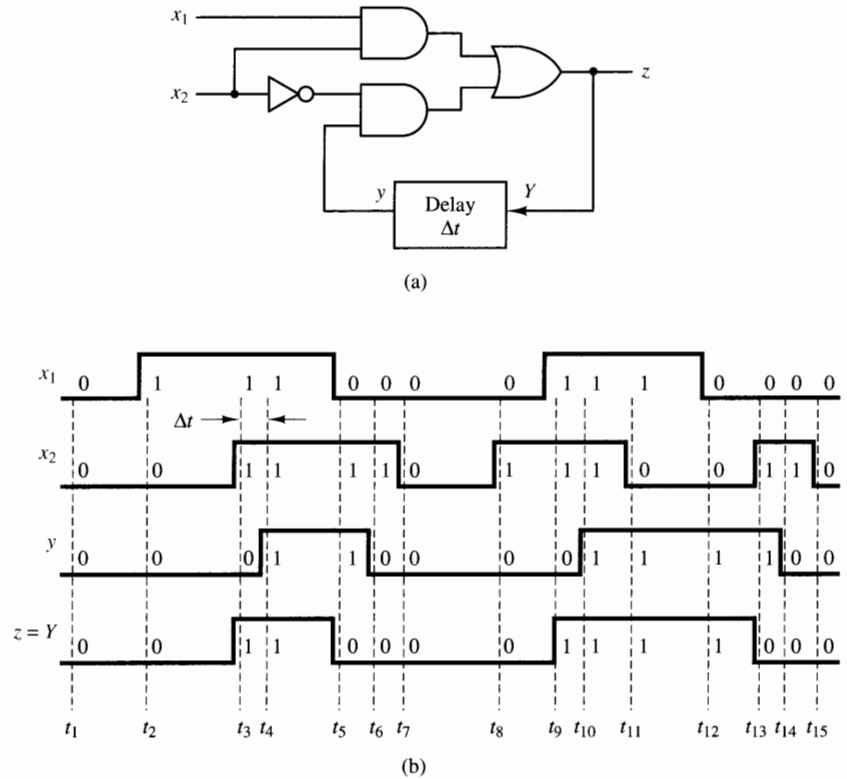 x₁
x₂
z
y
Y
Delay
Δt
(a)
x₁ 0 1 1 1 0 0 0 0 1 1 1 0 0 0 0
Δt
x₂ 0 0 1 1 1 1 0 1 1 1 0 0 1 1 0
y 0 0 0 1 1 0 0 0 0 1 1 1 1 0 0
z = Y 0 0 1 1 0 0 0 0 1 1 1 1 0 0 0
t₁ t₂ t₃ t₄ t₅ t₆ t₇ t₈ t₉ t₁₀ t₁₁ t₁₂ t₁₃ t₁₄ t₁₅
(b)